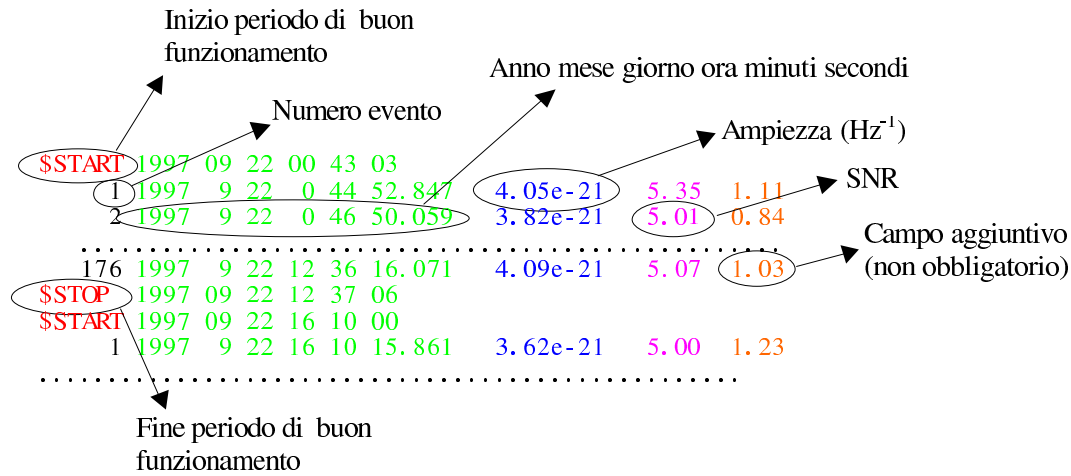 Inizio periodo di buon
funzionamento
Anno mese giorno ora minuti secondi
Numero evento
Ampiezza (Hz⁻¹)
$START 1997 09 22 00 43 03
1 1997 9 22 0 44 52.847 4.05e-21 5.35 1.11
SNR
2 1997 9 22 0 46 50.059 3.82e-21 5.01 0.84
Campo aggiuntivo
(non obbligatorio)
176 1997 9 22 12 36 16.071 4.09e-21 5.07 1.03
$STOP 1997 09 22 12 37 06
$START 1997 09 22 16 10 00
1 1997 9 22 16 10 15.861 3.62e-21 5.00 1.23
Fine periodo di buon
funzionamento